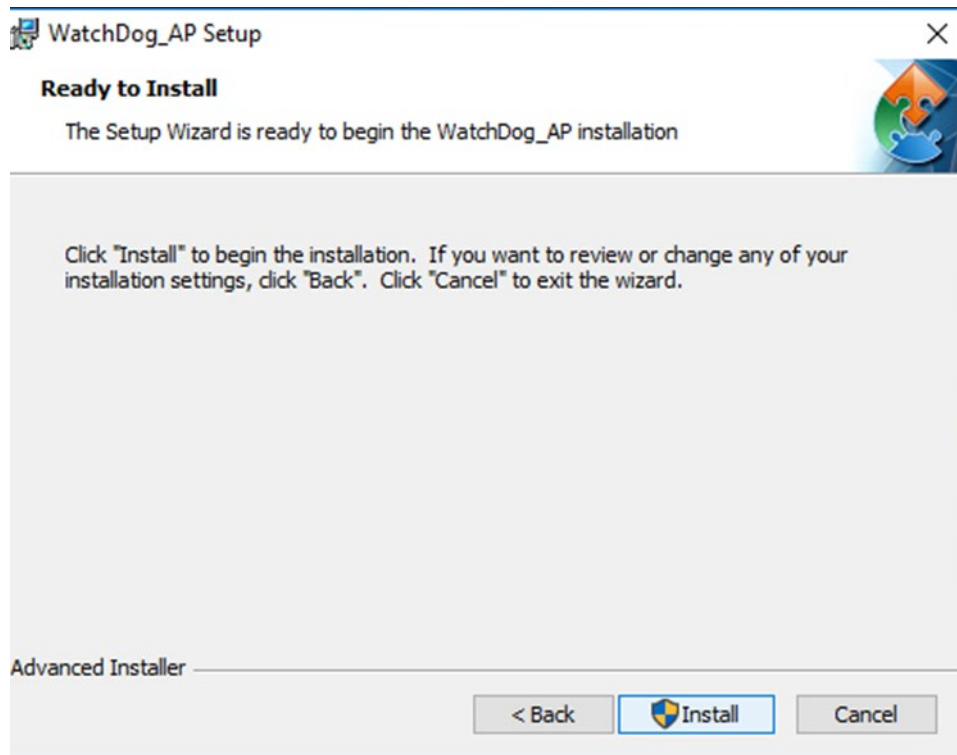 WatchDog_AP Setup
Ready to Install
The Setup Wizard is ready to begin the WatchDog_AP installation
Click "Install" to begin the installation.  If you want to review or change any of your
installation settings, click "Back".  Click "Cancel" to exit the wizard.
Advanced Installer
< Back
Install
Cancel